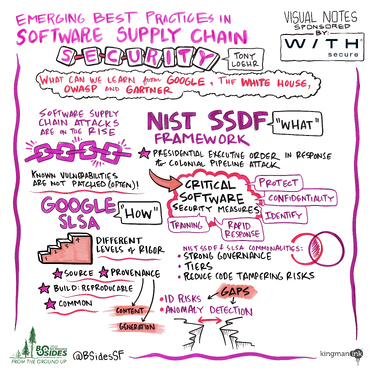 EMERGING BEST PRACTICES IN
SOFTWARE SUPPLY CHAIN
S-E-C-U-R-I-T-Y
TONY LOEHR
VISUAL NOTES
SPONSORED
BY:
W/TH
secure
WHAT CAN WE LEARN from GOOGLE, THE WHITE HOUSE,
OWASP AND GARTNER
SOFTWARE SUPPLY
CHAIN ATTACKS
ARE ON THE RISE
KNOWN VULNERABILITIES
ARE NOT PATCHED (OFTEN)!
NIST SSDF "WHAT"
FRAMEWORK
PRESIDENTIAL EXECUTIVE ORDER IN RESPONSE
to COLONIAL PIPELINE ATTACK
CRITICAL
SOFTWARE
SECURITY MEASURES
PROTECT
CONFIDENTIALITY
IDENTIFY
RAPID
RESPONSE
TRAINING
GOOGLE
SLSA
"HOW"
DIFFERENT
LEVELS of RIGOR
SOURCE
PROVENANCE
BUILD: REPRODUCABLE
COMMON
CONTENT
GENERATION
NIST SSDF & SLSA COMMONALITIES:
• STRONG GOVERNANCE
• TIERS
• REDUCE CODE TAMPERING RISKS
GAPS
• ID RISKS
• ANOMALY DETECTION
BSIDES
FROM THE GROUND UP
@BSidesSF
kingmanink